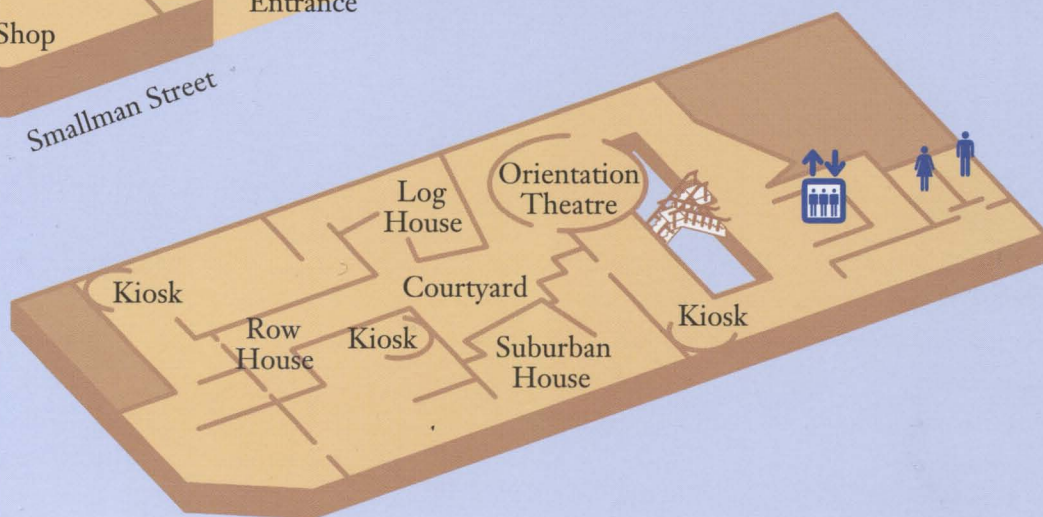 Entrance
Shop
Smallman Street
Orientation
Theatre
Log
House
Kiosk
Courtyard
Kiosk
Row
House
Kiosk
Suburban
House